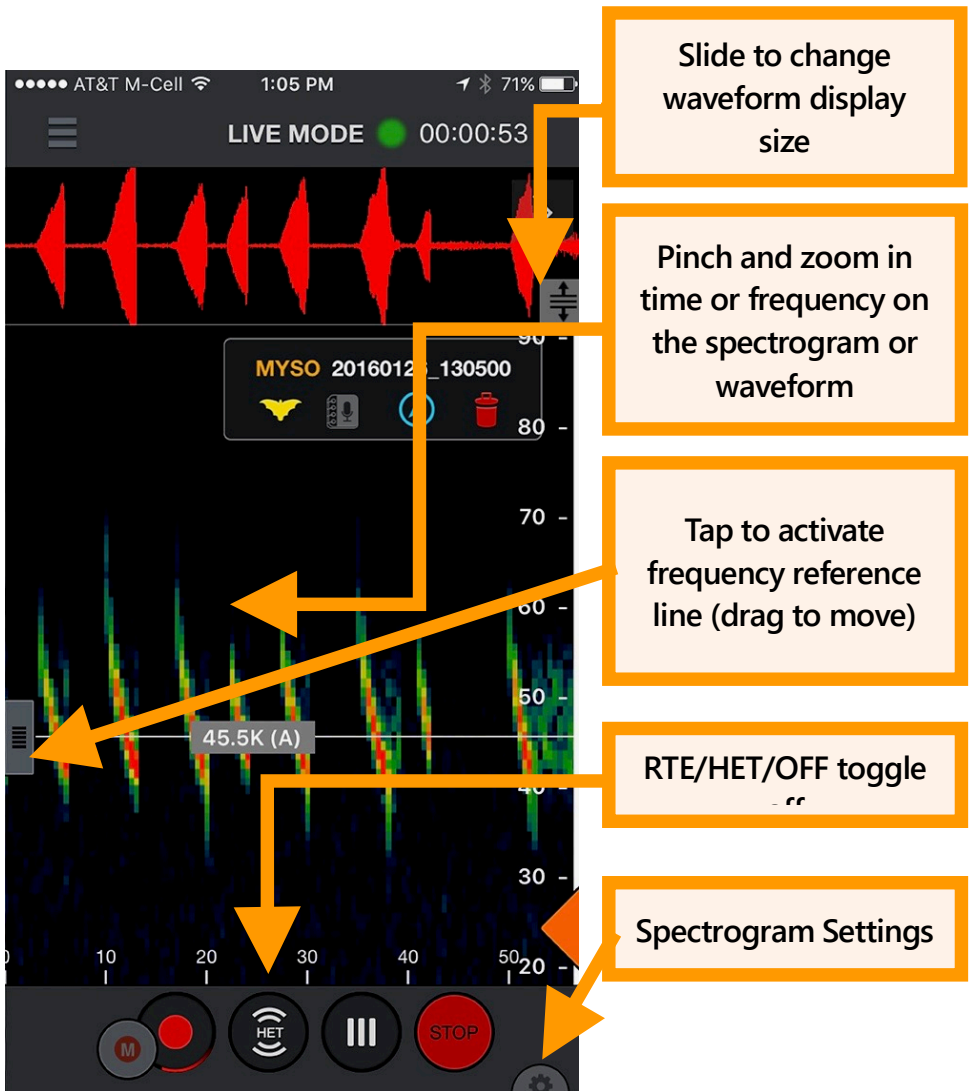 Slide to change
waveform display
size
AT&T M-Cell 1:05 PM 71%
LIVE MODE 00:00:53
Pinch and zoom in
time or frequency on
the spectrogram or
waveform
90 -
MYSO 20160126_130500
80 -
70 -
Tap to activate
frequency reference
line (drag to move)
60 -
50 -
45.5K (A)
RTE/HET/OFF toggle
40 -
30 -
Spectrogram Settings
10 20 30 40 50
20 -
M
HET
STOP